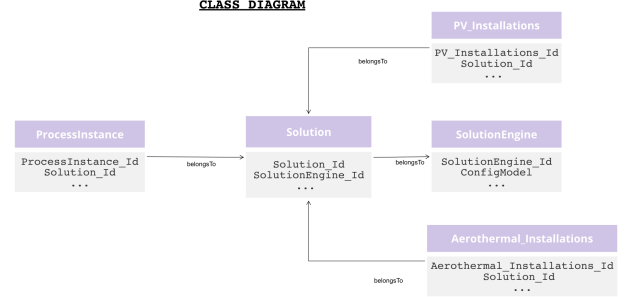 CLASS DIAGRAM
PV_Installations
PV_Installations_Id
Solution_Id
...
belongsTo
ProcessInstance
ProcessInstance_Id
Solution_Id
...
belongsTo
Solution
Solution_Id
SolutionEngine_Id
...
belongsTo
SolutionEngine
SolutionEngine_Id
ConfigModel
...
Aerothermal_Installations
Aerothermal_Installations_Id
Solution_Id
...
belongsTo